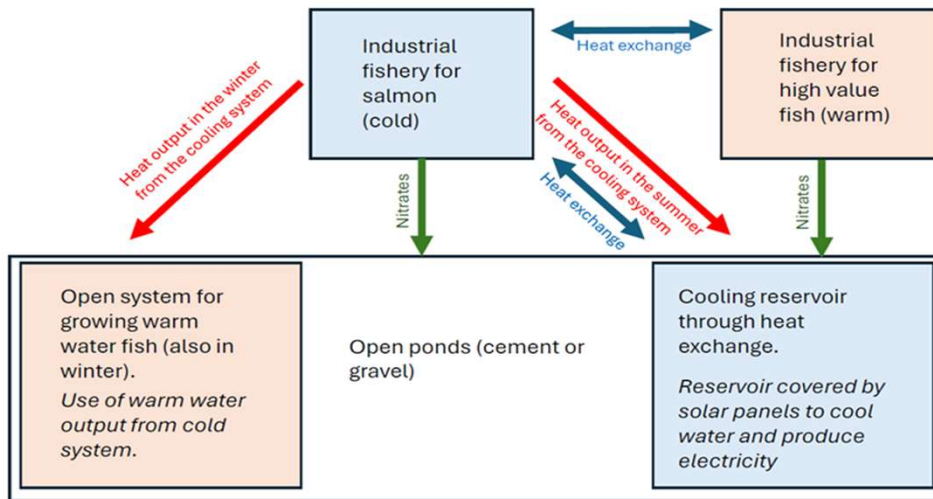 Industrial
fishery for
salmon
(cold)
Heat exchange
Industrial
fishery for
high value
fish (warm)
Heat output in the winter
from the cooling system
Nitrates
Heat exchange
Heat output in the summer
from the cooling system
Nitrates
Open system for
growing warm
water fish (also in
winter).
Use of warm water
output from cold
system.
Open ponds (cement or
gravel)
Cooling reservoir
through heat
exchange.
Reservoir covered by
solar panels to cool
water and produce
electricity